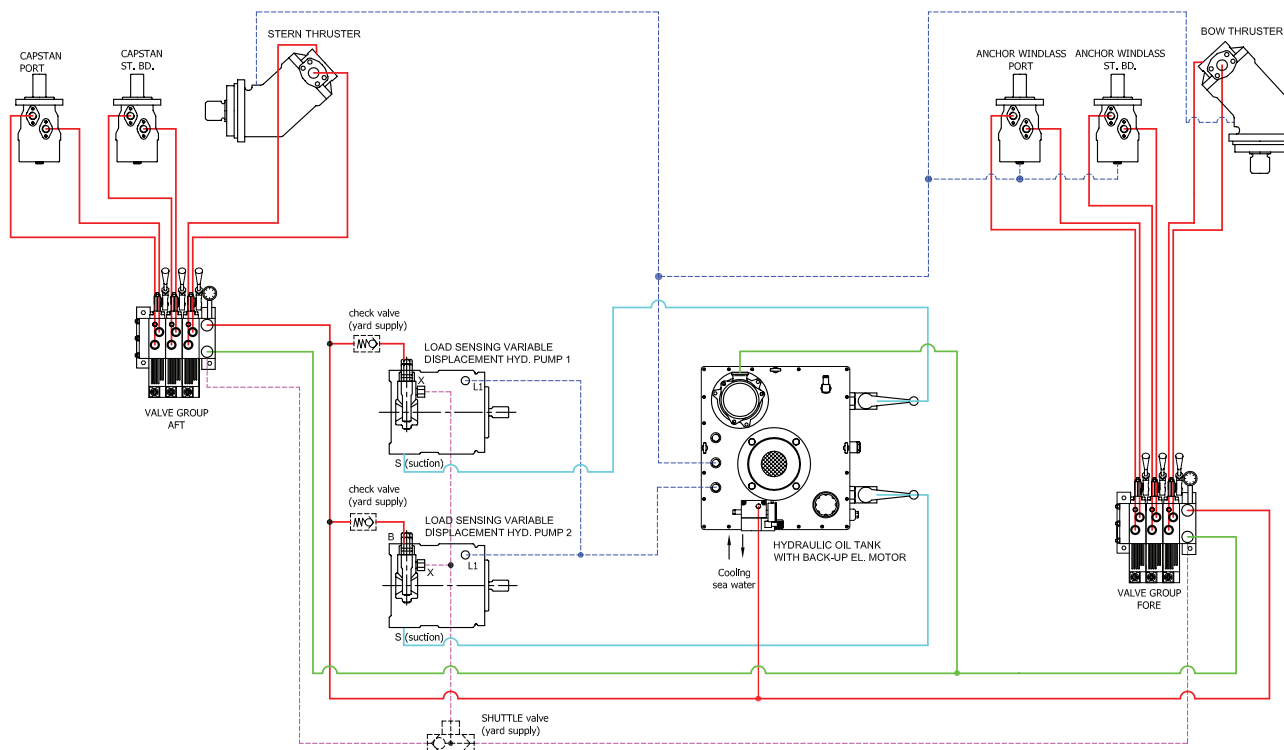 STERN THRUSTER
BOW THRUSTER
CAPSTAN
PORT
CAPSTAN
ST. BD.
ANCHOR WINDLASS
PORT
ANCHOR WINDLASS
ST. BD.
check valve
(yard supply)
LOAD SENSING VARIABLE
DISPLACEMENT HYD. PUMP 1
X
L1
VALVE GROUP
AFT
S (suction)
check valve
(yard supply)
LOAD SENSING VARIABLE
DISPLACEMENT HYD. PUMP 2
B
X
L1
S (suction)
HYDRAULIC OIL TANK
WITH BACK-UP EL. MOTOR
Cooling
sea water
VALVE GROUP
FORE
SHUTTLE valve
(yard supply)